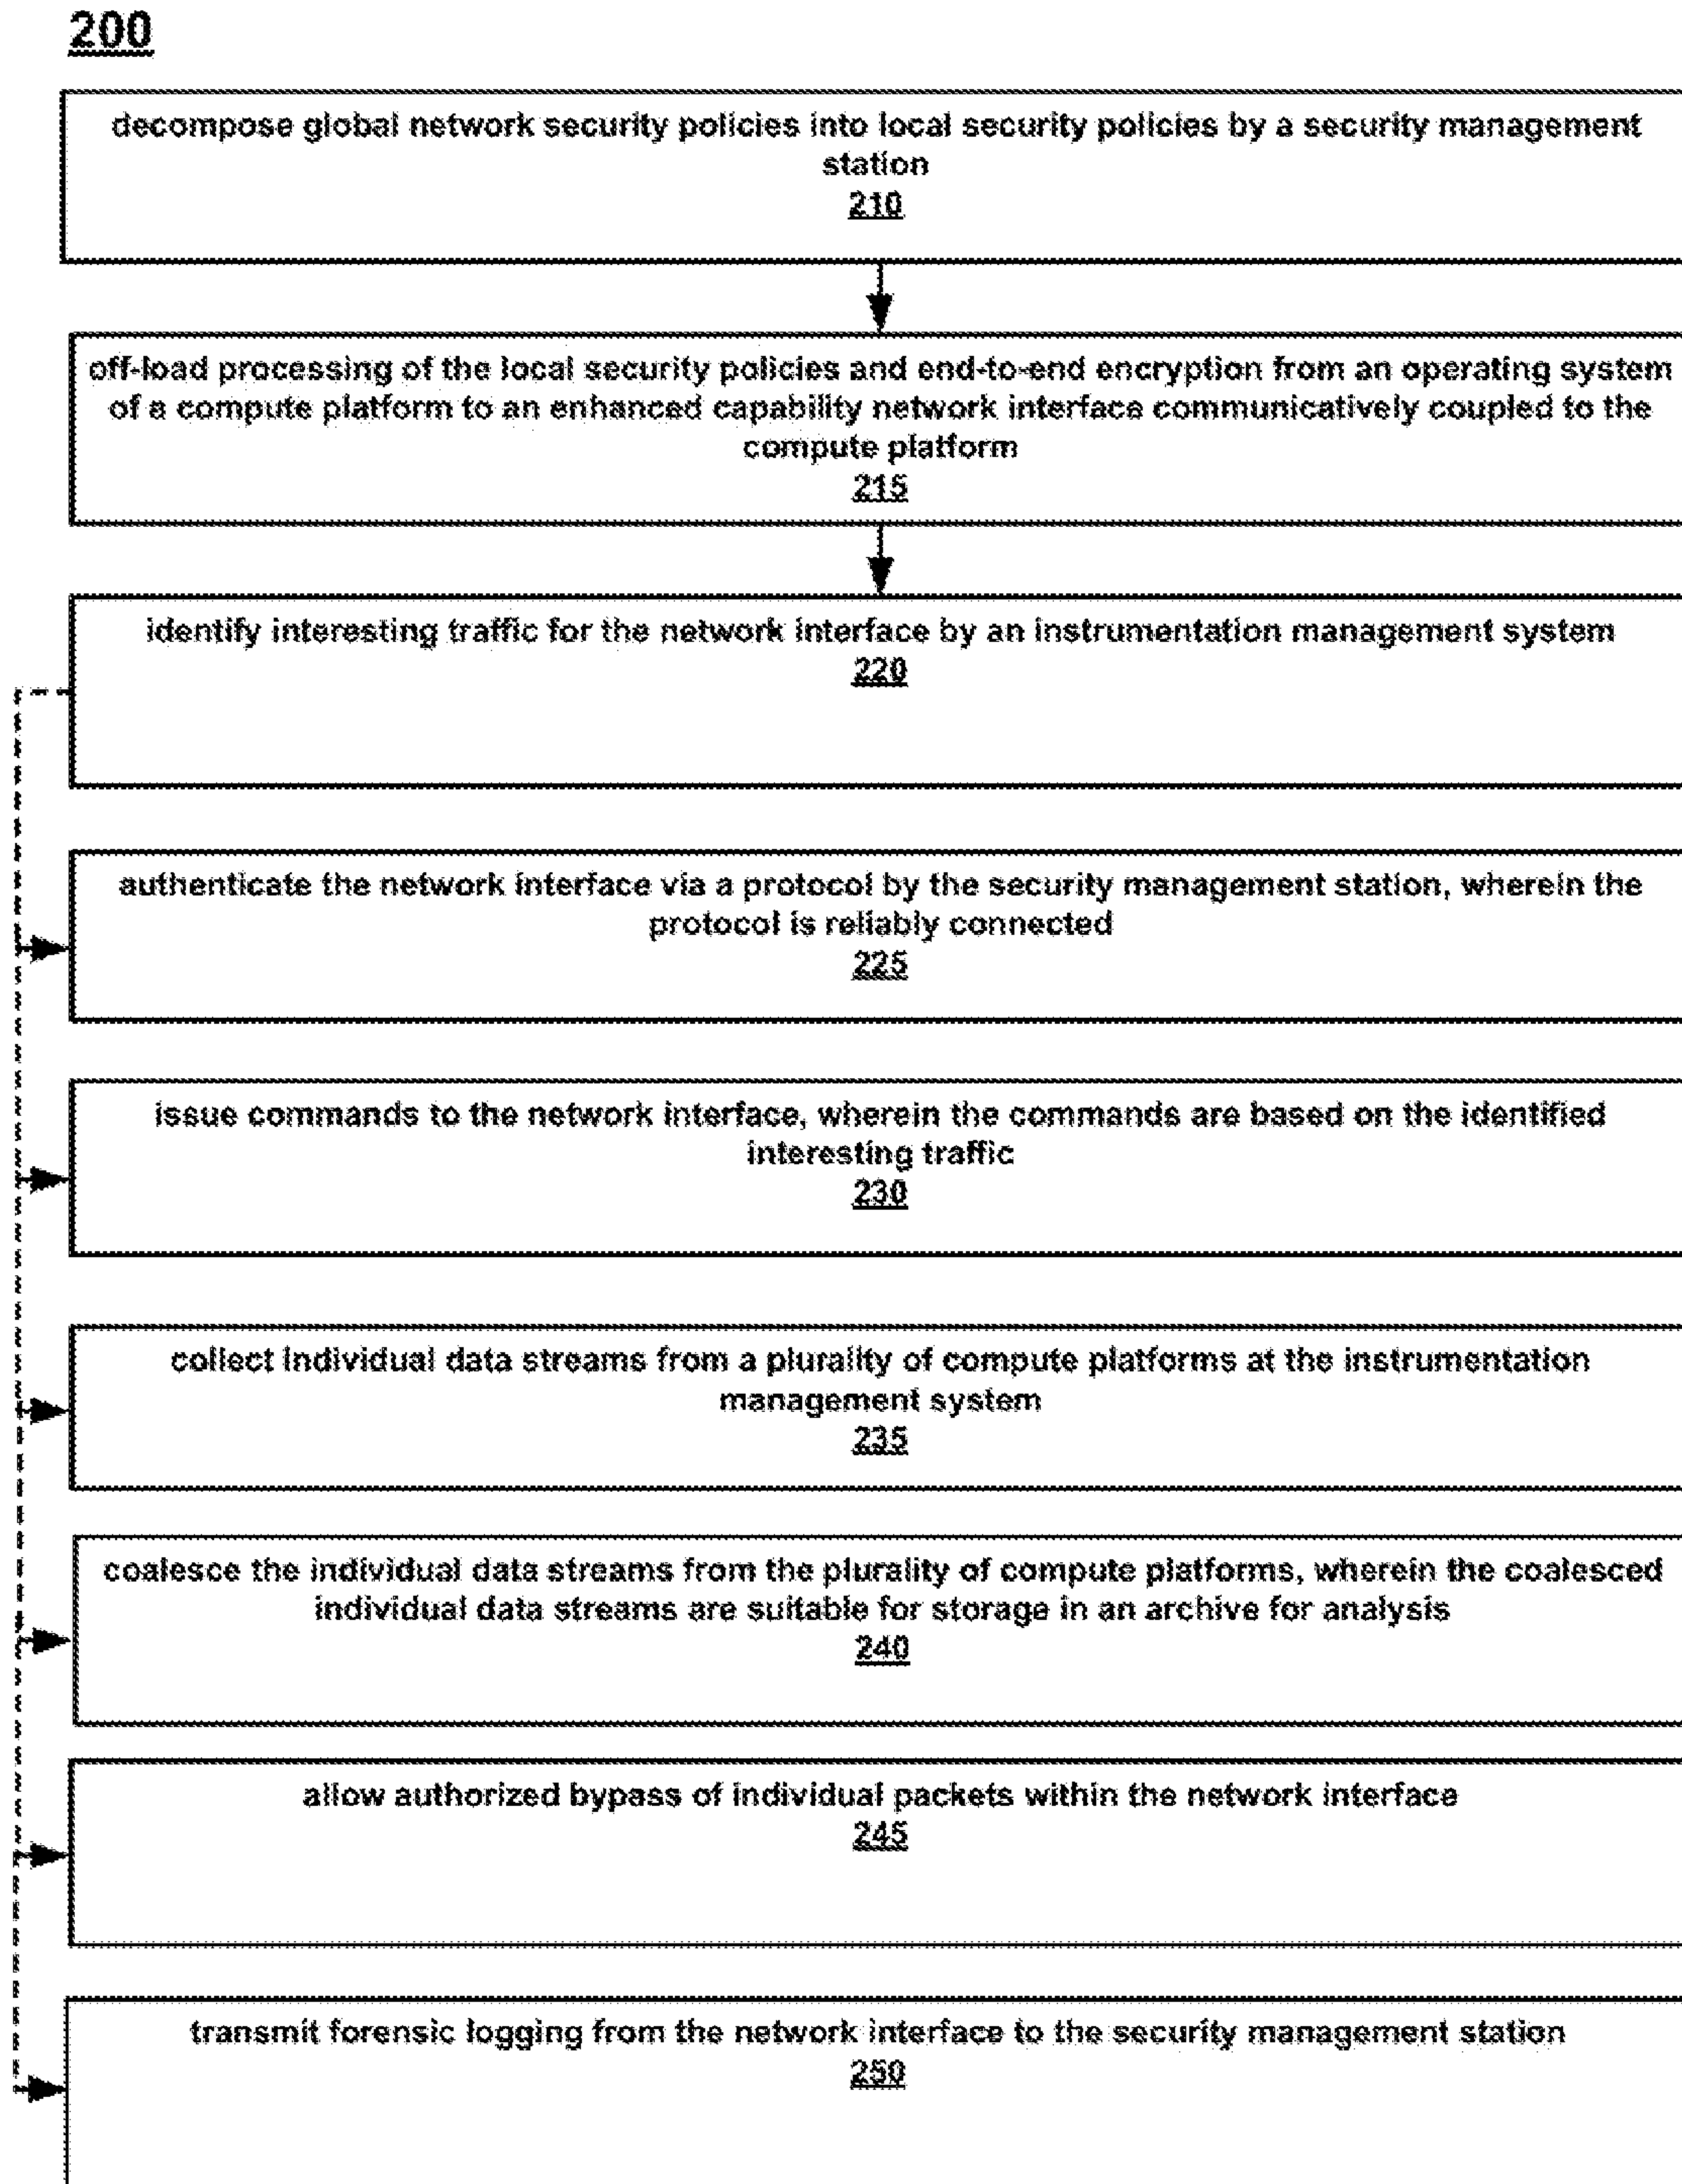 200
decompose global network security policies into local security policies by a security management
station
210
off-load processing of the local security policies and end-to-end encryption from an operating system
of a compute platform to an enhanced capability network interface communicatively coupled to the
compute platform
215
identify interesting traffic for the network interface by an instrumentation management system
220
authenticate the network interface via a protocol by the security management station, wherein the
protocol is reliably connected
225
issue commands to the network interface, wherein the commands are based on the identified
interesting traffic
230
collect individual data streams from a plurality of compute platforms at the instrumentation
management system
235
coalesce the individual data streams from the plurality of compute platforms, wherein the coalesced
individual data streams are suitable for storage in an archive for analysis
240
allow authorized bypass of individual packets within the network interface
245
transmit forensic logging from the network interface to the security management station
250